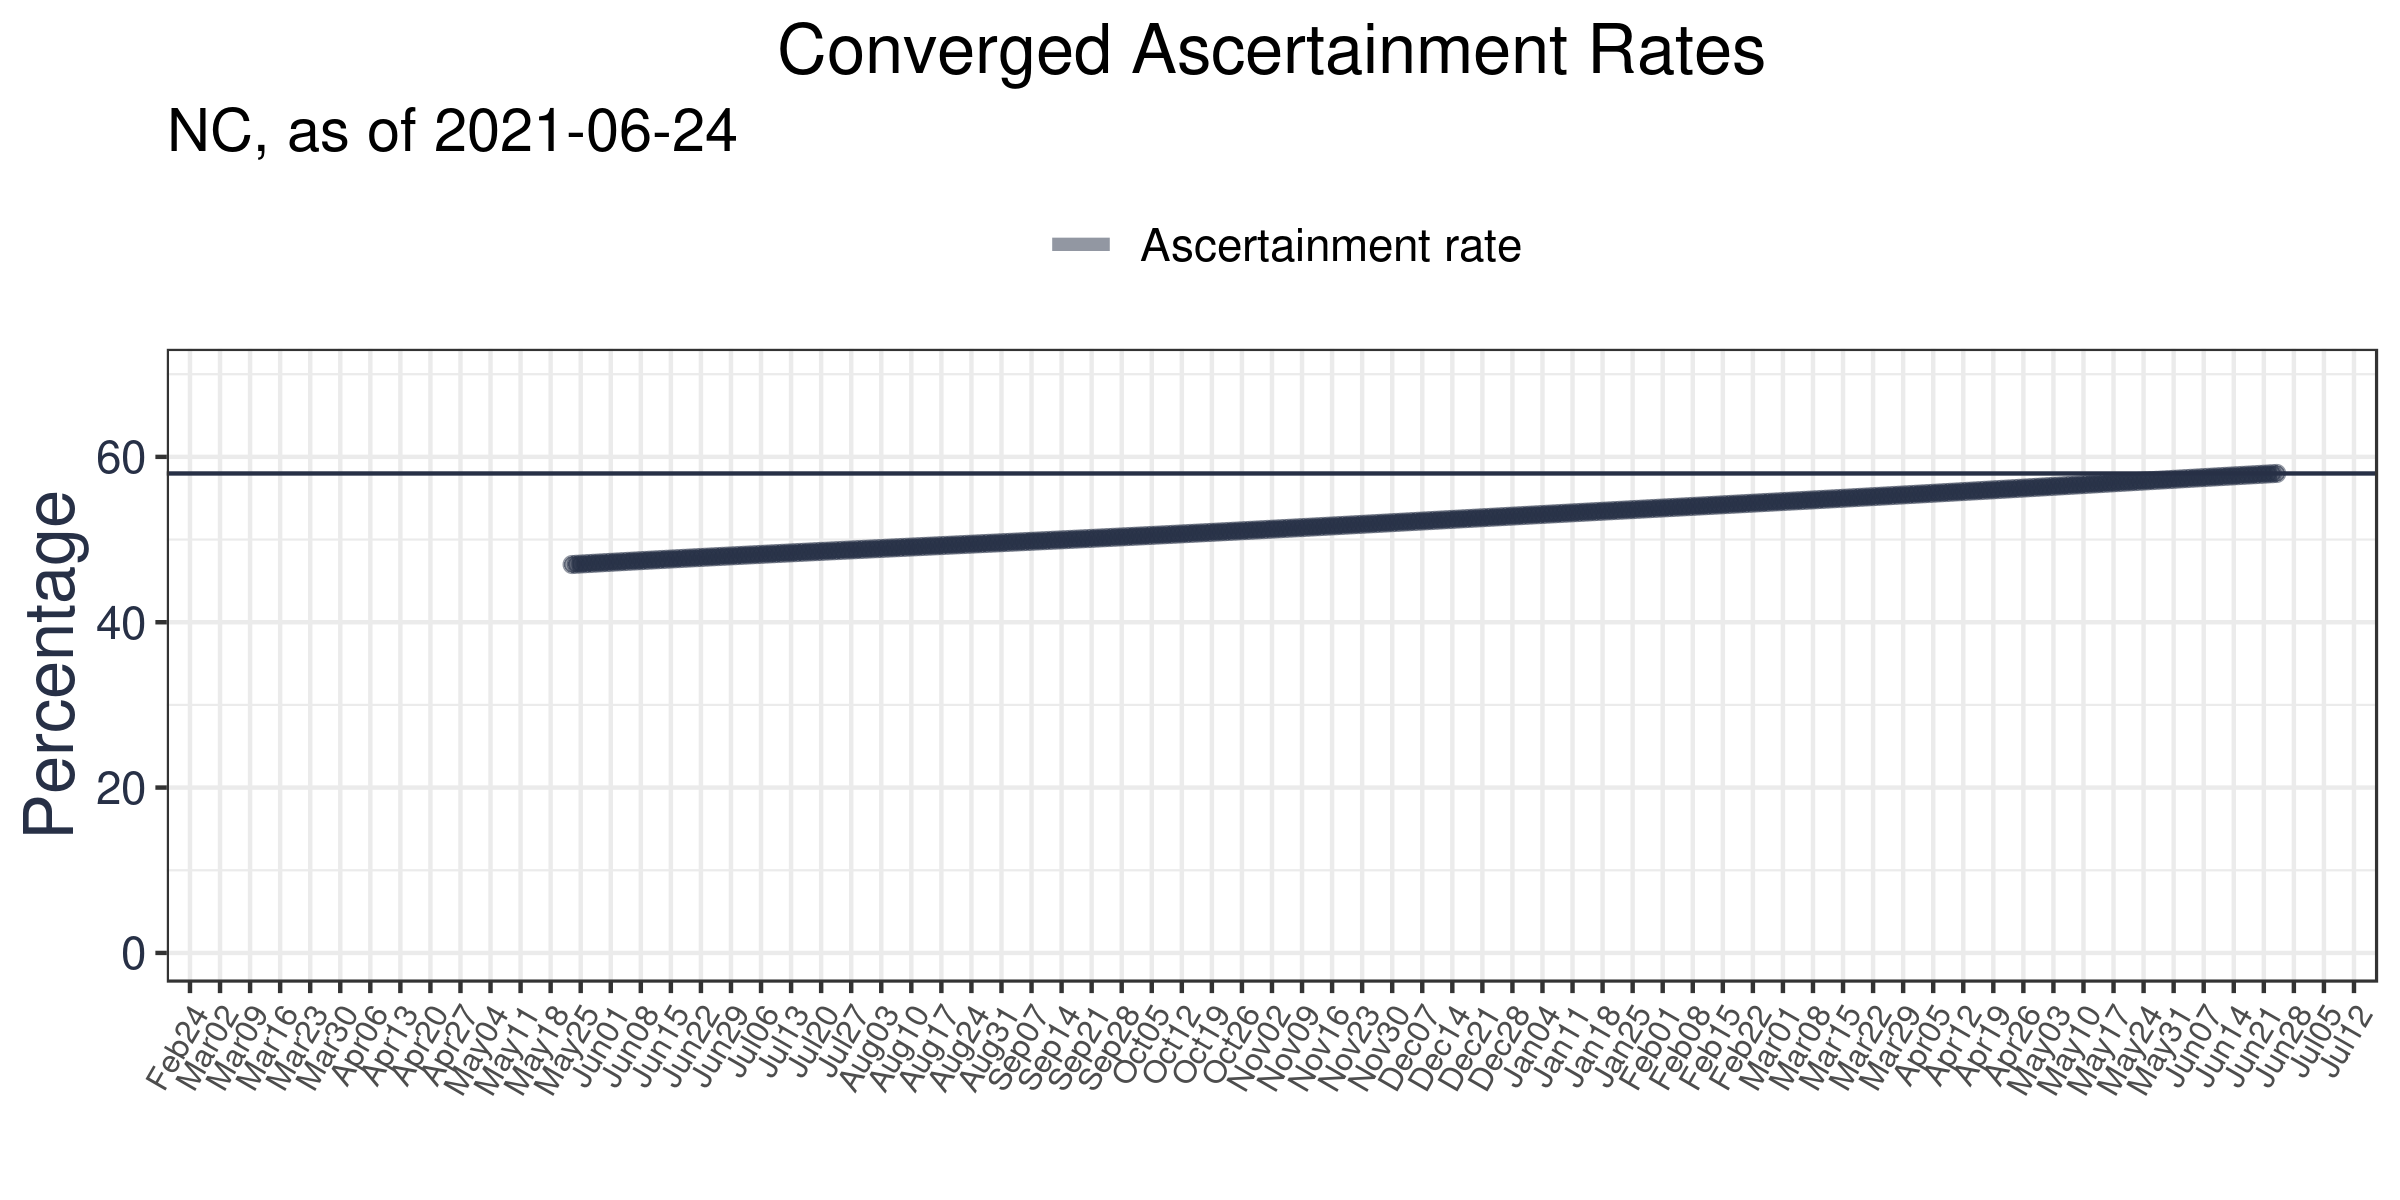 Converged Ascertainment Rates
NC, as of 2021-06-24
Ascertainment rate
Percentage
60
40
20
0
Feb24
Mar02
Mar09
Mar16
Mar23
Mar30
Apr06
Apr13
Apr20
Apr27
May04
May11
May18
May25
Jun01
Jun08
Jun15
Jun22
Jun29
Jul06
Jul13
Jul20
Jul27
Aug03
Aug10
Aug17
Aug24
Aug31
Sep07
Sep14
Sep21
Sep28
Oct05
Oct12
Oct19
Oct26
Nov02
Nov09
Nov16
Nov23
Nov30
Dec07
Dec14
Dec21
Dec28
Jan04
Jan11
Jan18
Jan25
Feb01
Feb08
Feb15
Feb22
Mar01
Mar08
Mar15
Mar22
Mar29
Apr05
Apr12
Apr19
Apr26
May03
May10
May17
May24
May31
Jun07
Jun14
Jun21
Jun28
Jul05
Jul12